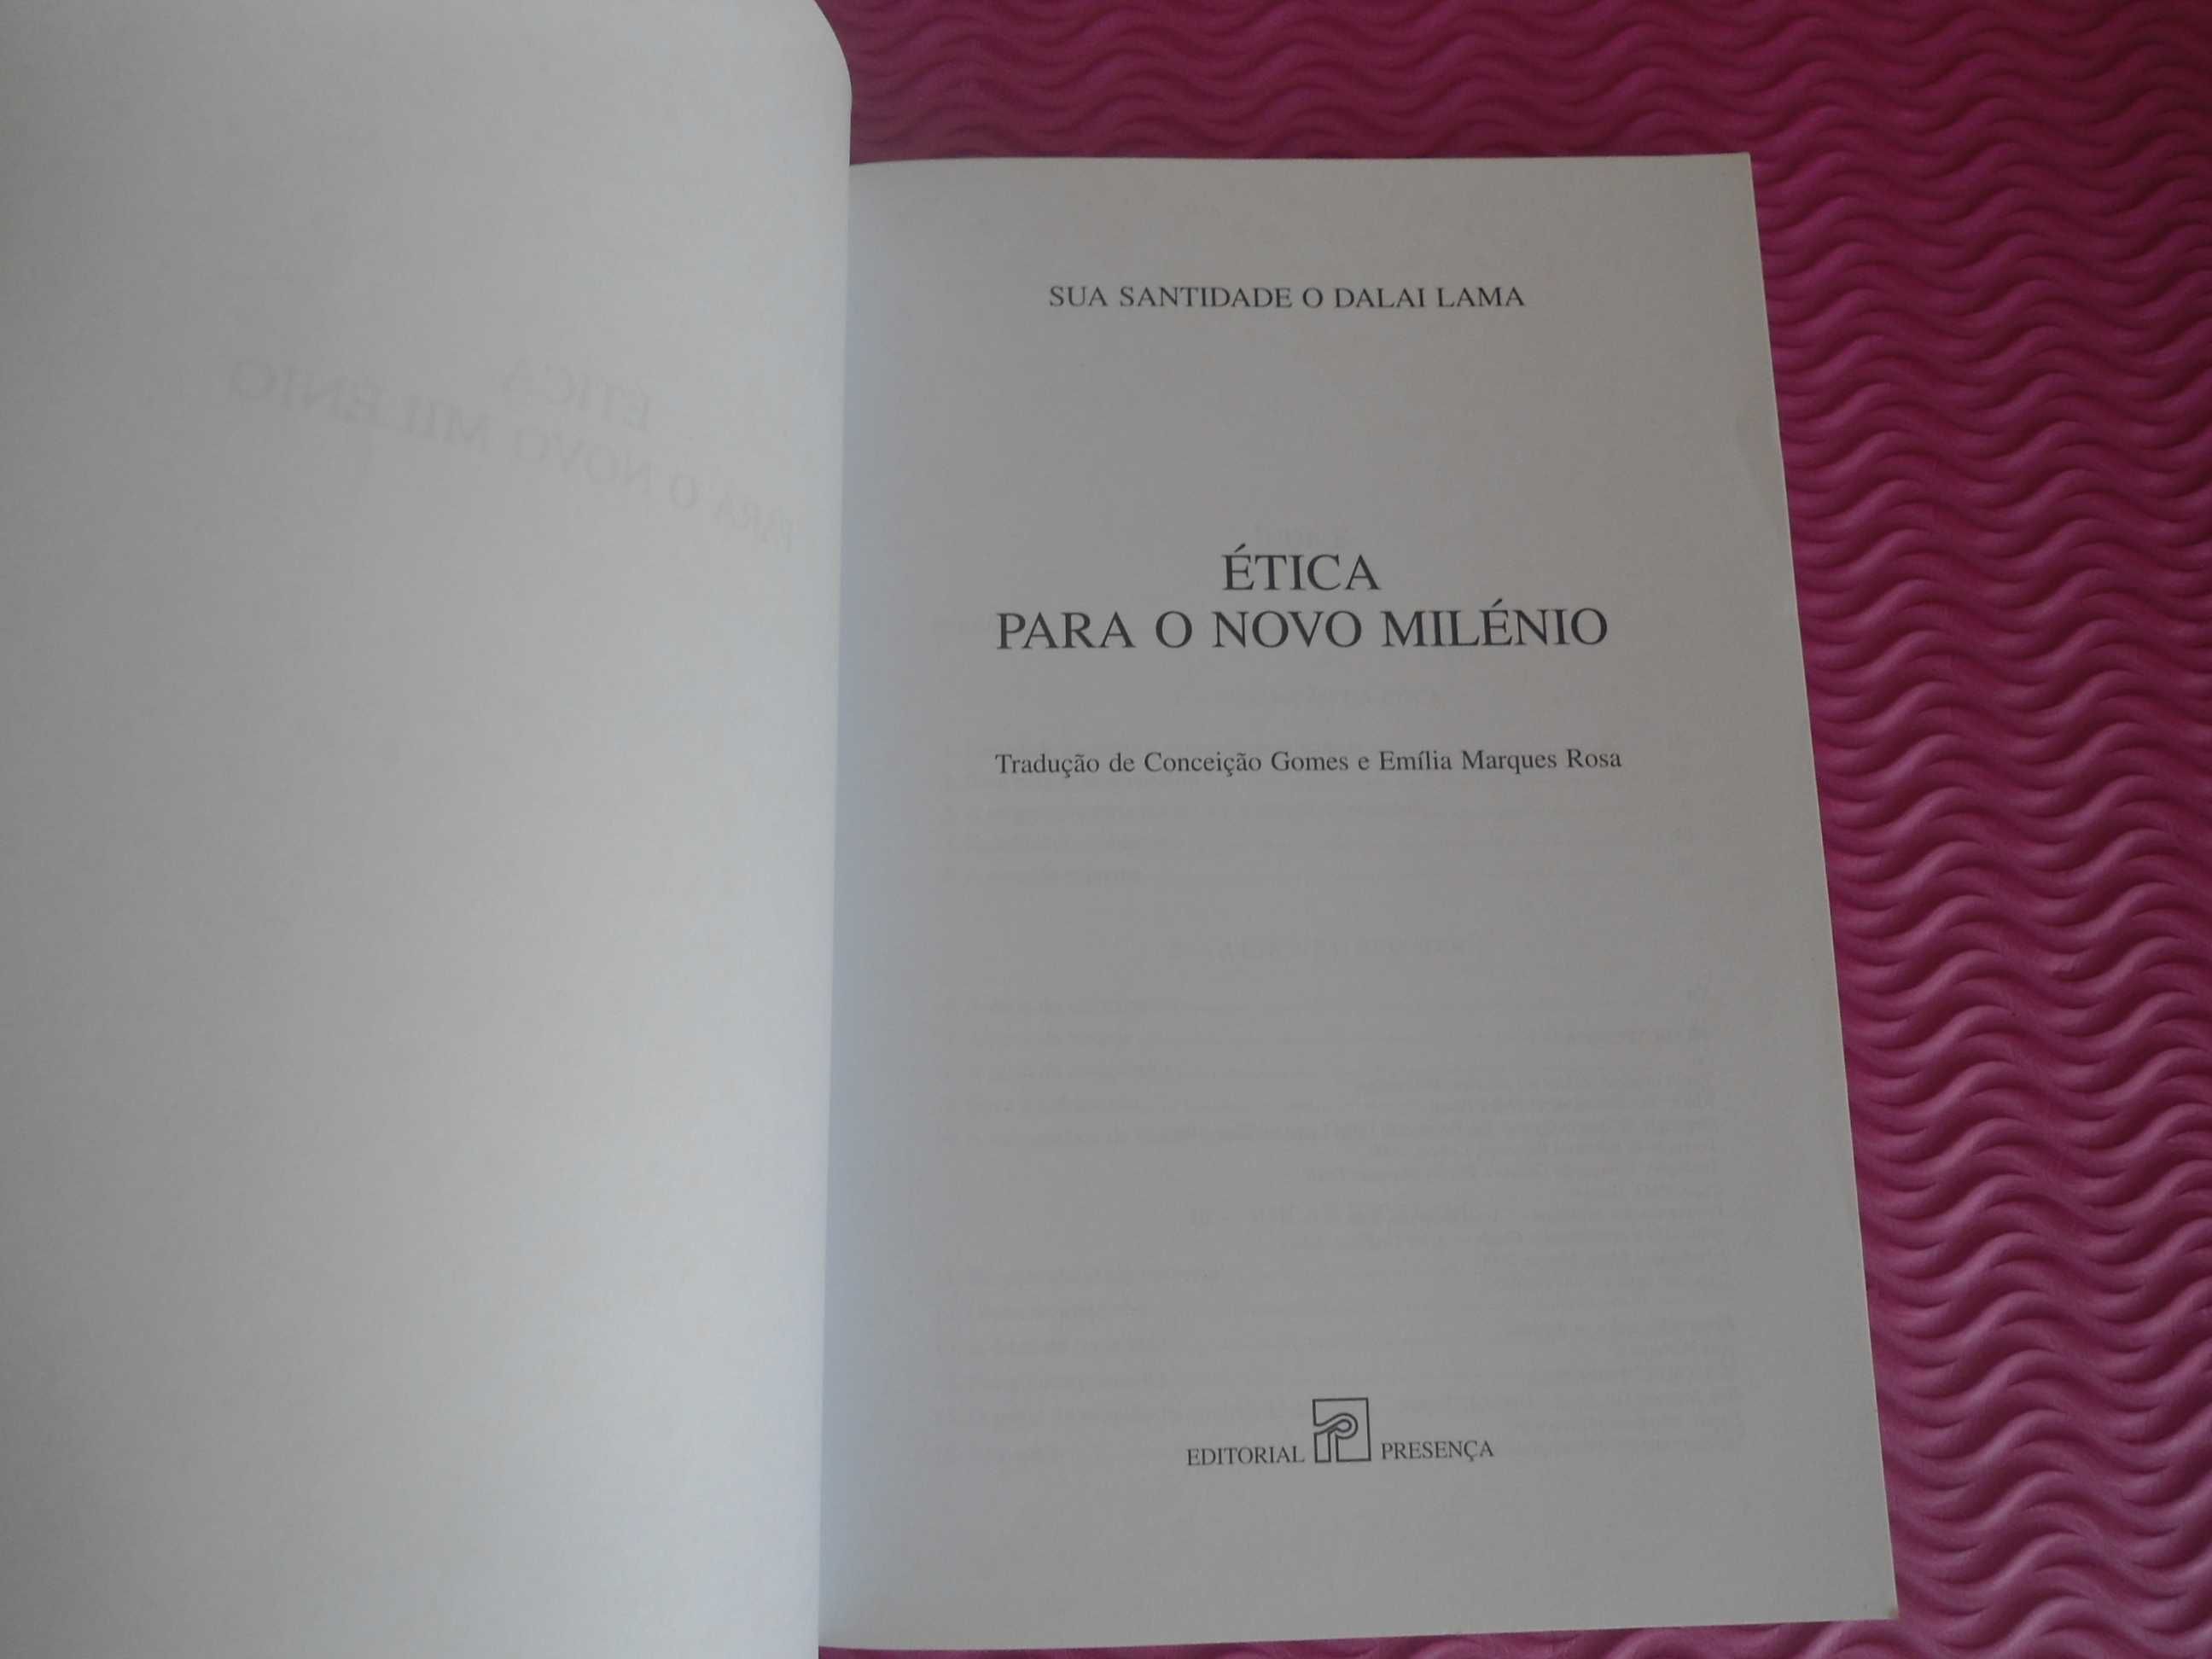 SUA SANTIDADE O DALAI LAMA
ÉTICA
PARA O NOVO MILÉNIO
Tradução de Conceição Gomes e Emília Marques Rosa
EDITORIAL PRESENÇA